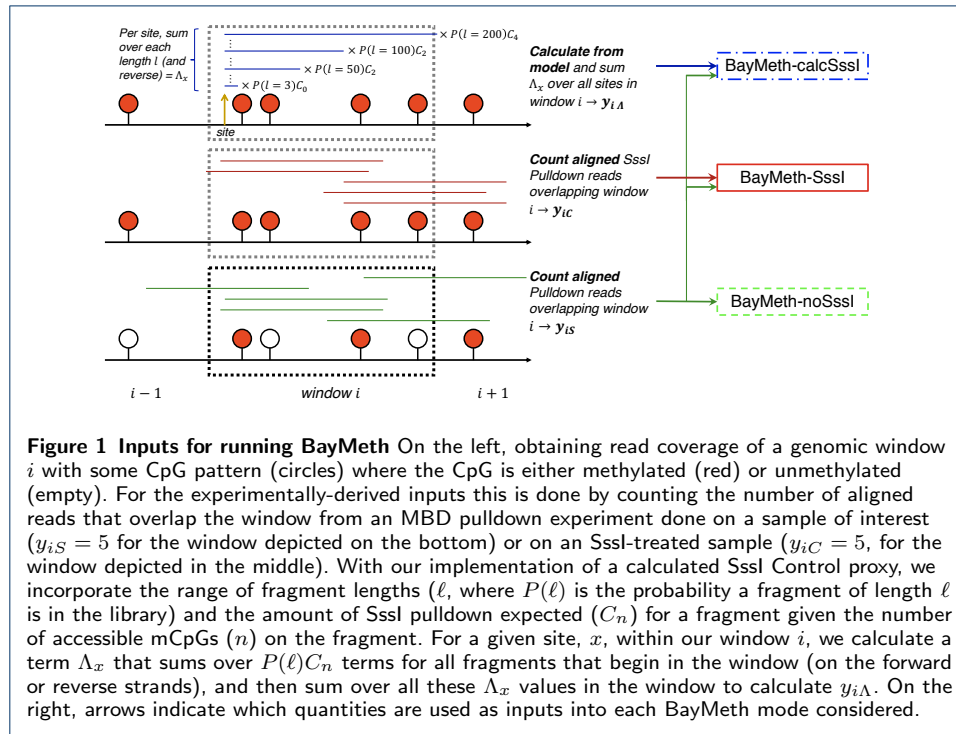 Per site, sum
over each
length l (and
reverse) = Λₓ
× P(l = 200)C₄
× P(l = 100)C₂
× P(l = 50)C₂
× P(l = 3)C₀
site
Calculate from
model and sum
Λₓ over all sites in
window i → y_{iΛ}
BayMeth-calcSssI
Count aligned SssI
Pulldown reads
overlapping window
i → y_{iC}
BayMeth-SssI
Count aligned
Pulldown reads
overlapping window
i → y_{iS}
BayMeth-noSssI
i − 1
window i
i + 1
Figure 1 Inputs for running BayMeth On the left, obtaining read coverage of a genomic window
i with some CpG pattern (circles) where the CpG is either methylated (red) or unmethylated
(empty). For the experimentally-derived inputs this is done by counting the number of aligned
reads that overlap the window from an MBD pulldown experiment done on a sample of interest
(y_{iS} = 5 for the window depicted on the bottom) or on an SssI-treated sample (y_{iC} = 5, for the
window depicted in the middle). With our implementation of a calculated SssI Control proxy, we
incorporate the range of fragment lengths (ℓ, where P(ℓ) is the probability a fragment of length ℓ
is in the library) and the amount of SssI pulldown expected (Cₙ) for a fragment given the number
of accessible mCpGs (n) on the fragment. For a given site, x, within our window i, we calculate a
term Λₓ that sums over P(ℓ)Cₙ terms for all fragments that begin in the window (on the forward
or reverse strands), and then sum over all these Λₓ values in the window to calculate y_{iΛ}. On the
right, arrows indicate which quantities are used as inputs into each BayMeth mode considered.